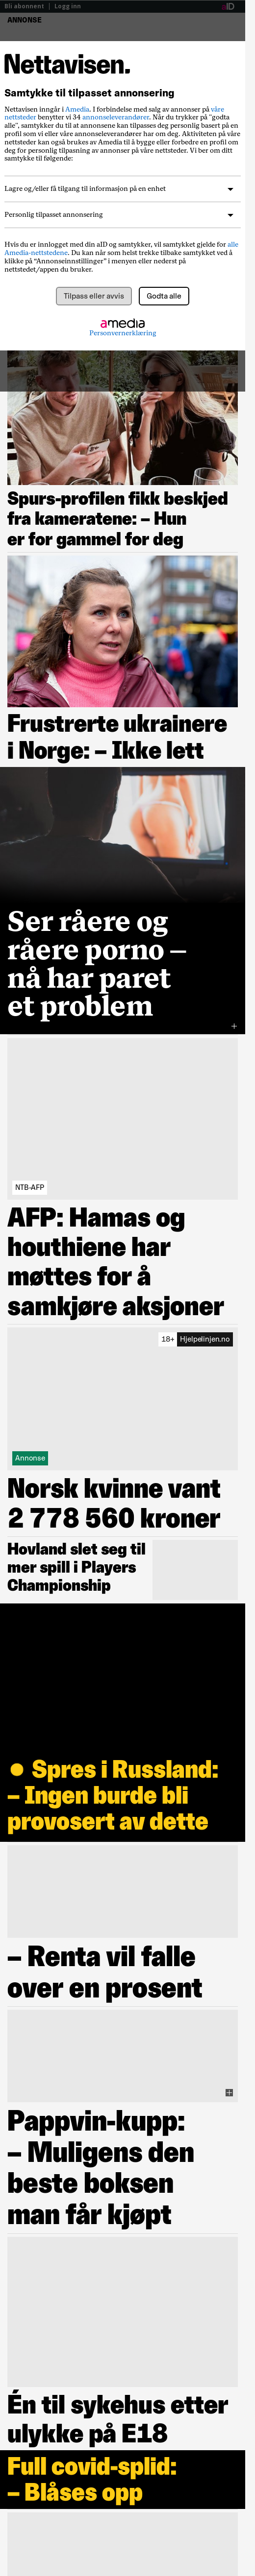 Bli abonnent | Logg inn
aID
ANNONSE
Nettavisen.
Samtykke til tilpasset annonsering
Nettavisen inngår i Amedia. I forbindelse med salg av annonser på våre
nettsteder benytter vi 34 annonseleverandører. Når du trykker på "godta
alle", samtykker du til at annonsene kan tilpasses deg personlig basert på en
profil som vi eller våre annonseleverandører har om deg. Aktiviteten på våre
nettsteder kan også brukes av Amedia til å bygge eller forbedre en profil om
deg for personlig tilpasning av annonser på våre nettsteder. Vi ber om ditt
samtykke til følgende:
Lagre og/eller få tilgang til informasjon på en enhet
Personlig tilpasset annonsering
Hvis du er innlogget med din aID og samtykker, vil samtykket gjelde for alle
Amedia-nettstedene. Du kan når som helst trekke tilbake samtykket ved å
klikke på “Annonseinnstillinger” i menyen eller nederst på
nettstedet/appen du bruker.
Tilpass eller avvis
Godta alle
amedia
Personvernerklæring
Spurs-profilen fikk beskjed
fra kameratene: – Hun
er for gammel for deg
Frustrerte ukrainere
i Norge: – Ikke lett
Ser råere og
råere porno –
nå har paret
et problem
NTB-AFP
AFP: Hamas og
houthiene har
møttes for å
samkjøre aksjoner
18+ Hjelpelinjen.no
Annonse
Norsk kvinne vant
2 778 560 kroner
Hovland slet seg til
mer spill i Players
Championship
● Spres i Russland:
– Ingen burde bli
provosert av dette
– Renta vil falle
over en prosent
Pappvin-kupp:
– Muligens den
beste boksen
man får kjøpt
Én til sykehus etter
ulykke på E18
Full covid-splid:
– Blåses opp